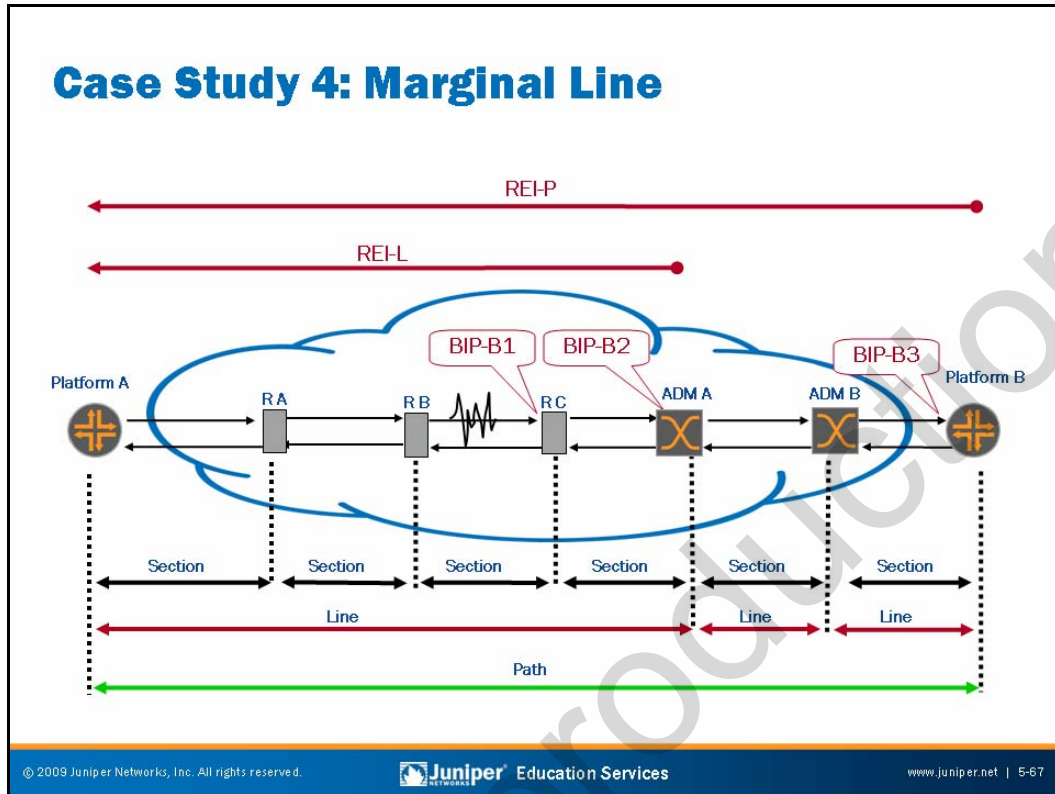 Case Study 4: Marginal Line
REI-P
REI-L
BIP-B1
BIP-B2
BIP-B3
Platform A
R A
R B
R C
ADM A
ADM B
Platform B
Section
Section
Section
Section
Section
Section
Line
Line
Line
Path
roduction
© 2009 Juniper Networks, Inc. All rights reserved.
Juniper NETWORKS Education Services
www.juniper.net | 5-67